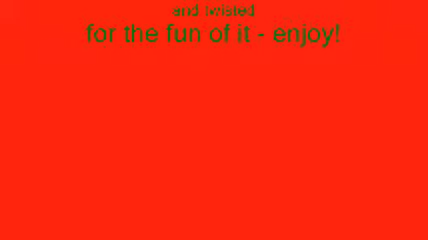 and twisted
for the fun of it - enjoy!